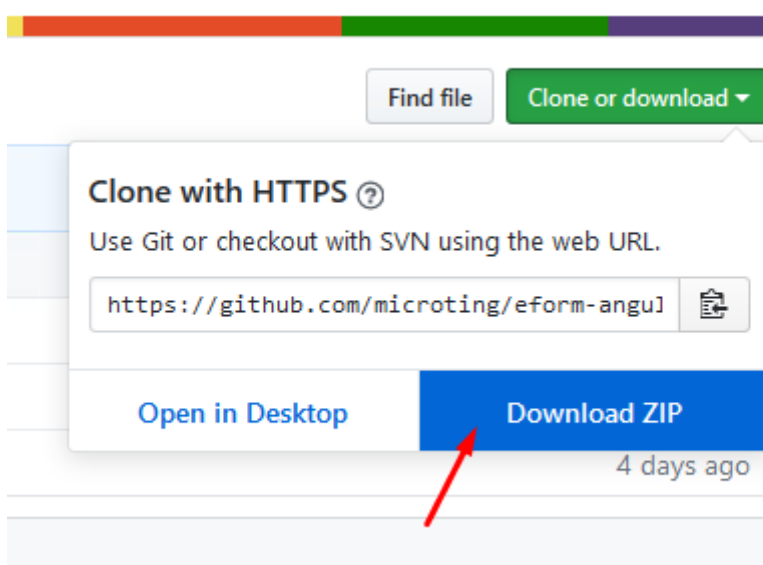 Find file
Clone or download
Clone with HTTPS
Use Git or checkout with SVN using the web URL.
https://github.com/microting/eform-angul
Open in Desktop
Download ZIP
4 days ago